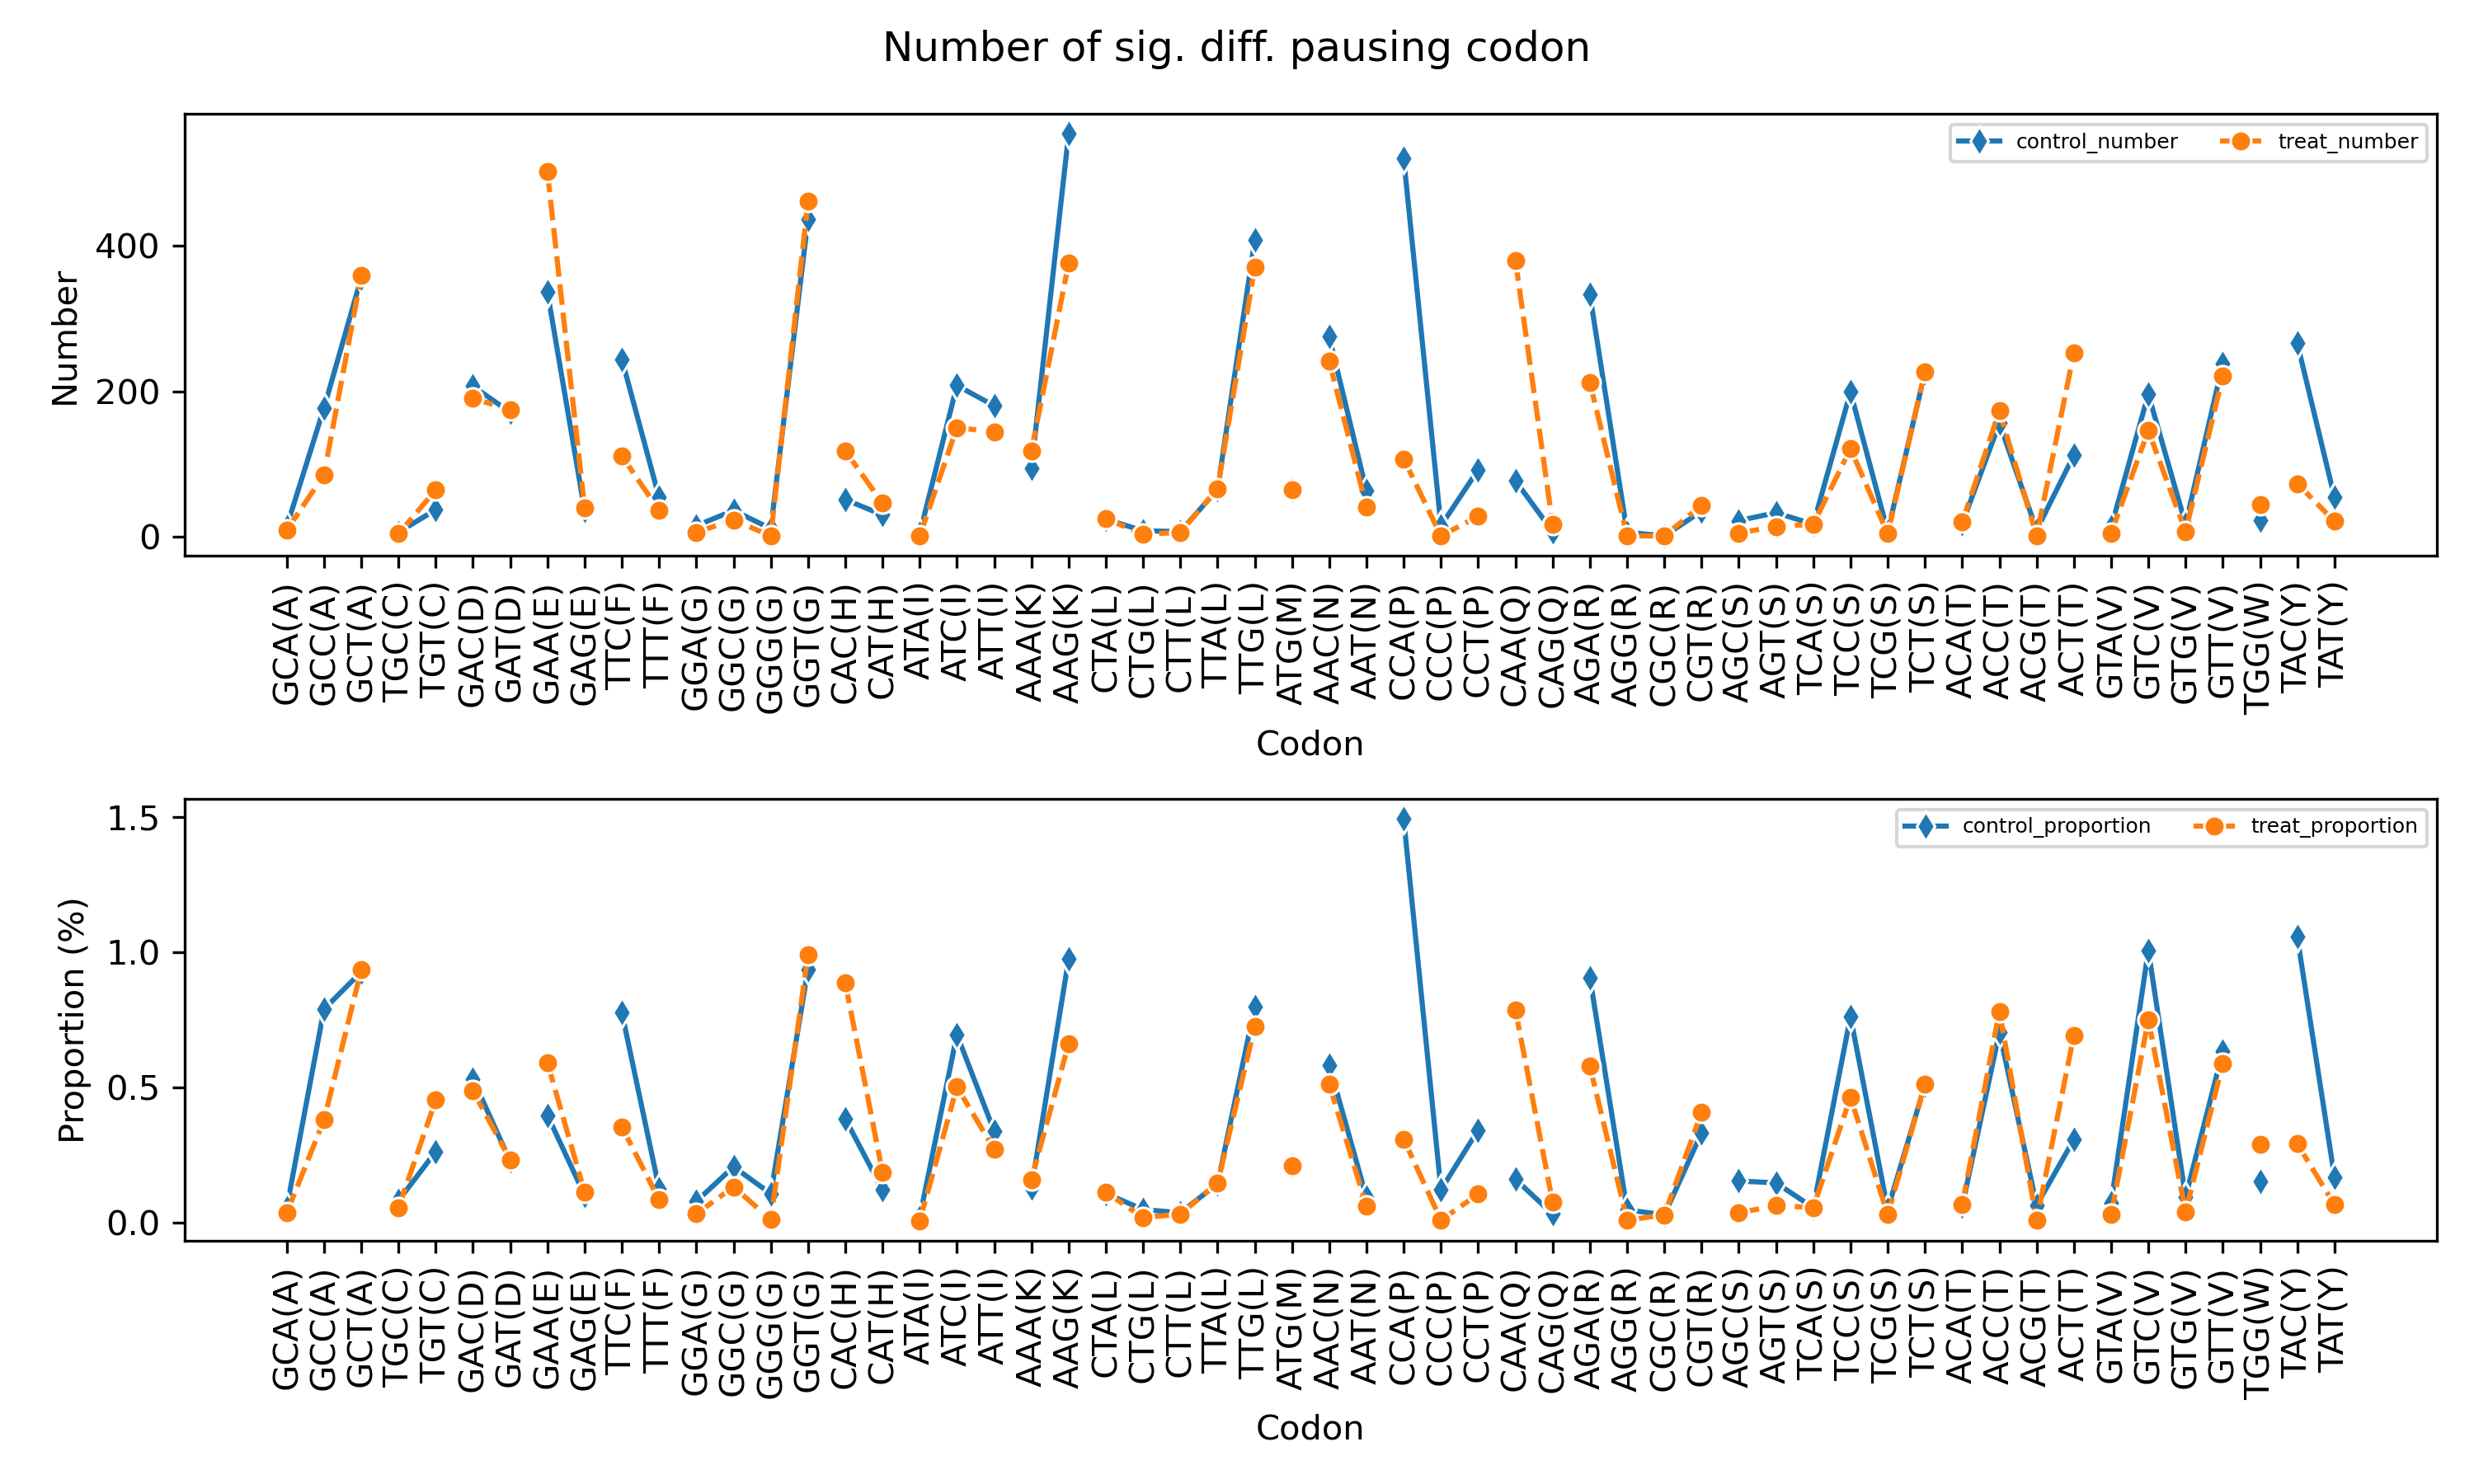 Number of sig. diff. pausing codon
control_number treat_number
Number
400
200
0
GCA(A) GCC(A) GCT(A) TGC(C) TGT(C) GAC(D) GAT(D) GAA(E) GAG(E) TTC(F) TTT(F) GGA(G) GGC(G) GGG(G) GGT(G) CAC(H) CAT(H) ATA(I) ATC(I) ATT(I) AAA(K) AAG(K) CTA(L) CTG(L) CTT(L) TTA(L) TTG(L) ATG(M) AAC(N) AAT(N) CCA(P) CCC(P) CCT(P) CAA(Q) CAG(Q) AGA(R) AGG(R) CGC(R) CGT(R) AGC(S) AGT(S) TCA(S) TCC(S) TCG(S) TCT(S) ACA(T) ACC(T) ACG(T) ACT(T) GTA(V) GTC(V) GTG(V) GTT(V) TGG(W) TAC(Y) TAT(Y)
Codon
control_proportion treat_proportion
Proportion (%)
1.5
1.0
0.5
0.0
GCA(A) GCC(A) GCT(A) TGC(C) TGT(C) GAC(D) GAT(D) GAA(E) GAG(E) TTC(F) TTT(F) GGA(G) GGC(G) GGG(G) GGT(G) CAC(H) CAT(H) ATA(I) ATC(I) ATT(I) AAA(K) AAG(K) CTA(L) CTG(L) CTT(L) TTA(L) TTG(L) ATG(M) AAC(N) AAT(N) CCA(P) CCC(P) CCT(P) CAA(Q) CAG(Q) AGA(R) AGG(R) CGC(R) CGT(R) AGC(S) AGT(S) TCA(S) TCC(S) TCG(S) TCT(S) ACA(T) ACC(T) ACG(T) ACT(T) GTA(V) GTC(V) GTG(V) GTT(V) TGG(W) TAC(Y) TAT(Y)
Codon